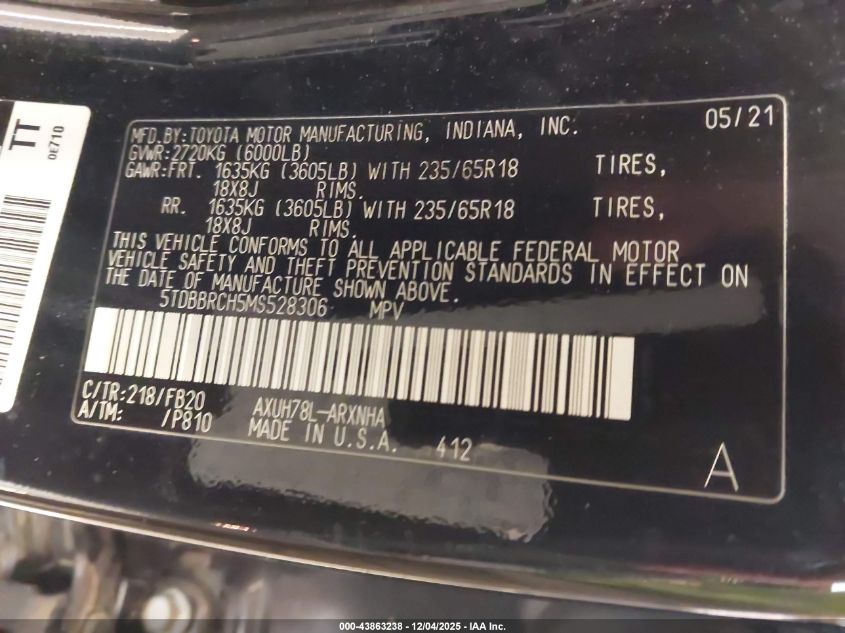 TT
0E710
MFD.BY:TOYOTA MOTOR MANUFACTURING, INDIANA, INC. 05/21
GVWR:2720KG (6000LB)
GAWR:FRT. 1635KG (3605LB) WITH 235/65R18 TIRES,
18X8J RIMS.
RR. 1635KG (3605LB) WITH 235/65R18 TIRES,
18X8J RIMS.
THIS VEHICLE CONFORMS TO ALL APPLICABLE FEDERAL MOTOR
VEHICLE SAFETY AND THEFT PREVENTION STANDARDS IN EFFECT ON
THE DATE OF MANUFACTURE SHOWN ABOVE.
5TDBBRCH5MS528306 MPV
C/TR:218/FB20 AXUH78L-ARXNHA
A/TM: /P810 MADE IN U.S.A. 412
A
000-43863238 - 12/04/2025 - IAA Inc.